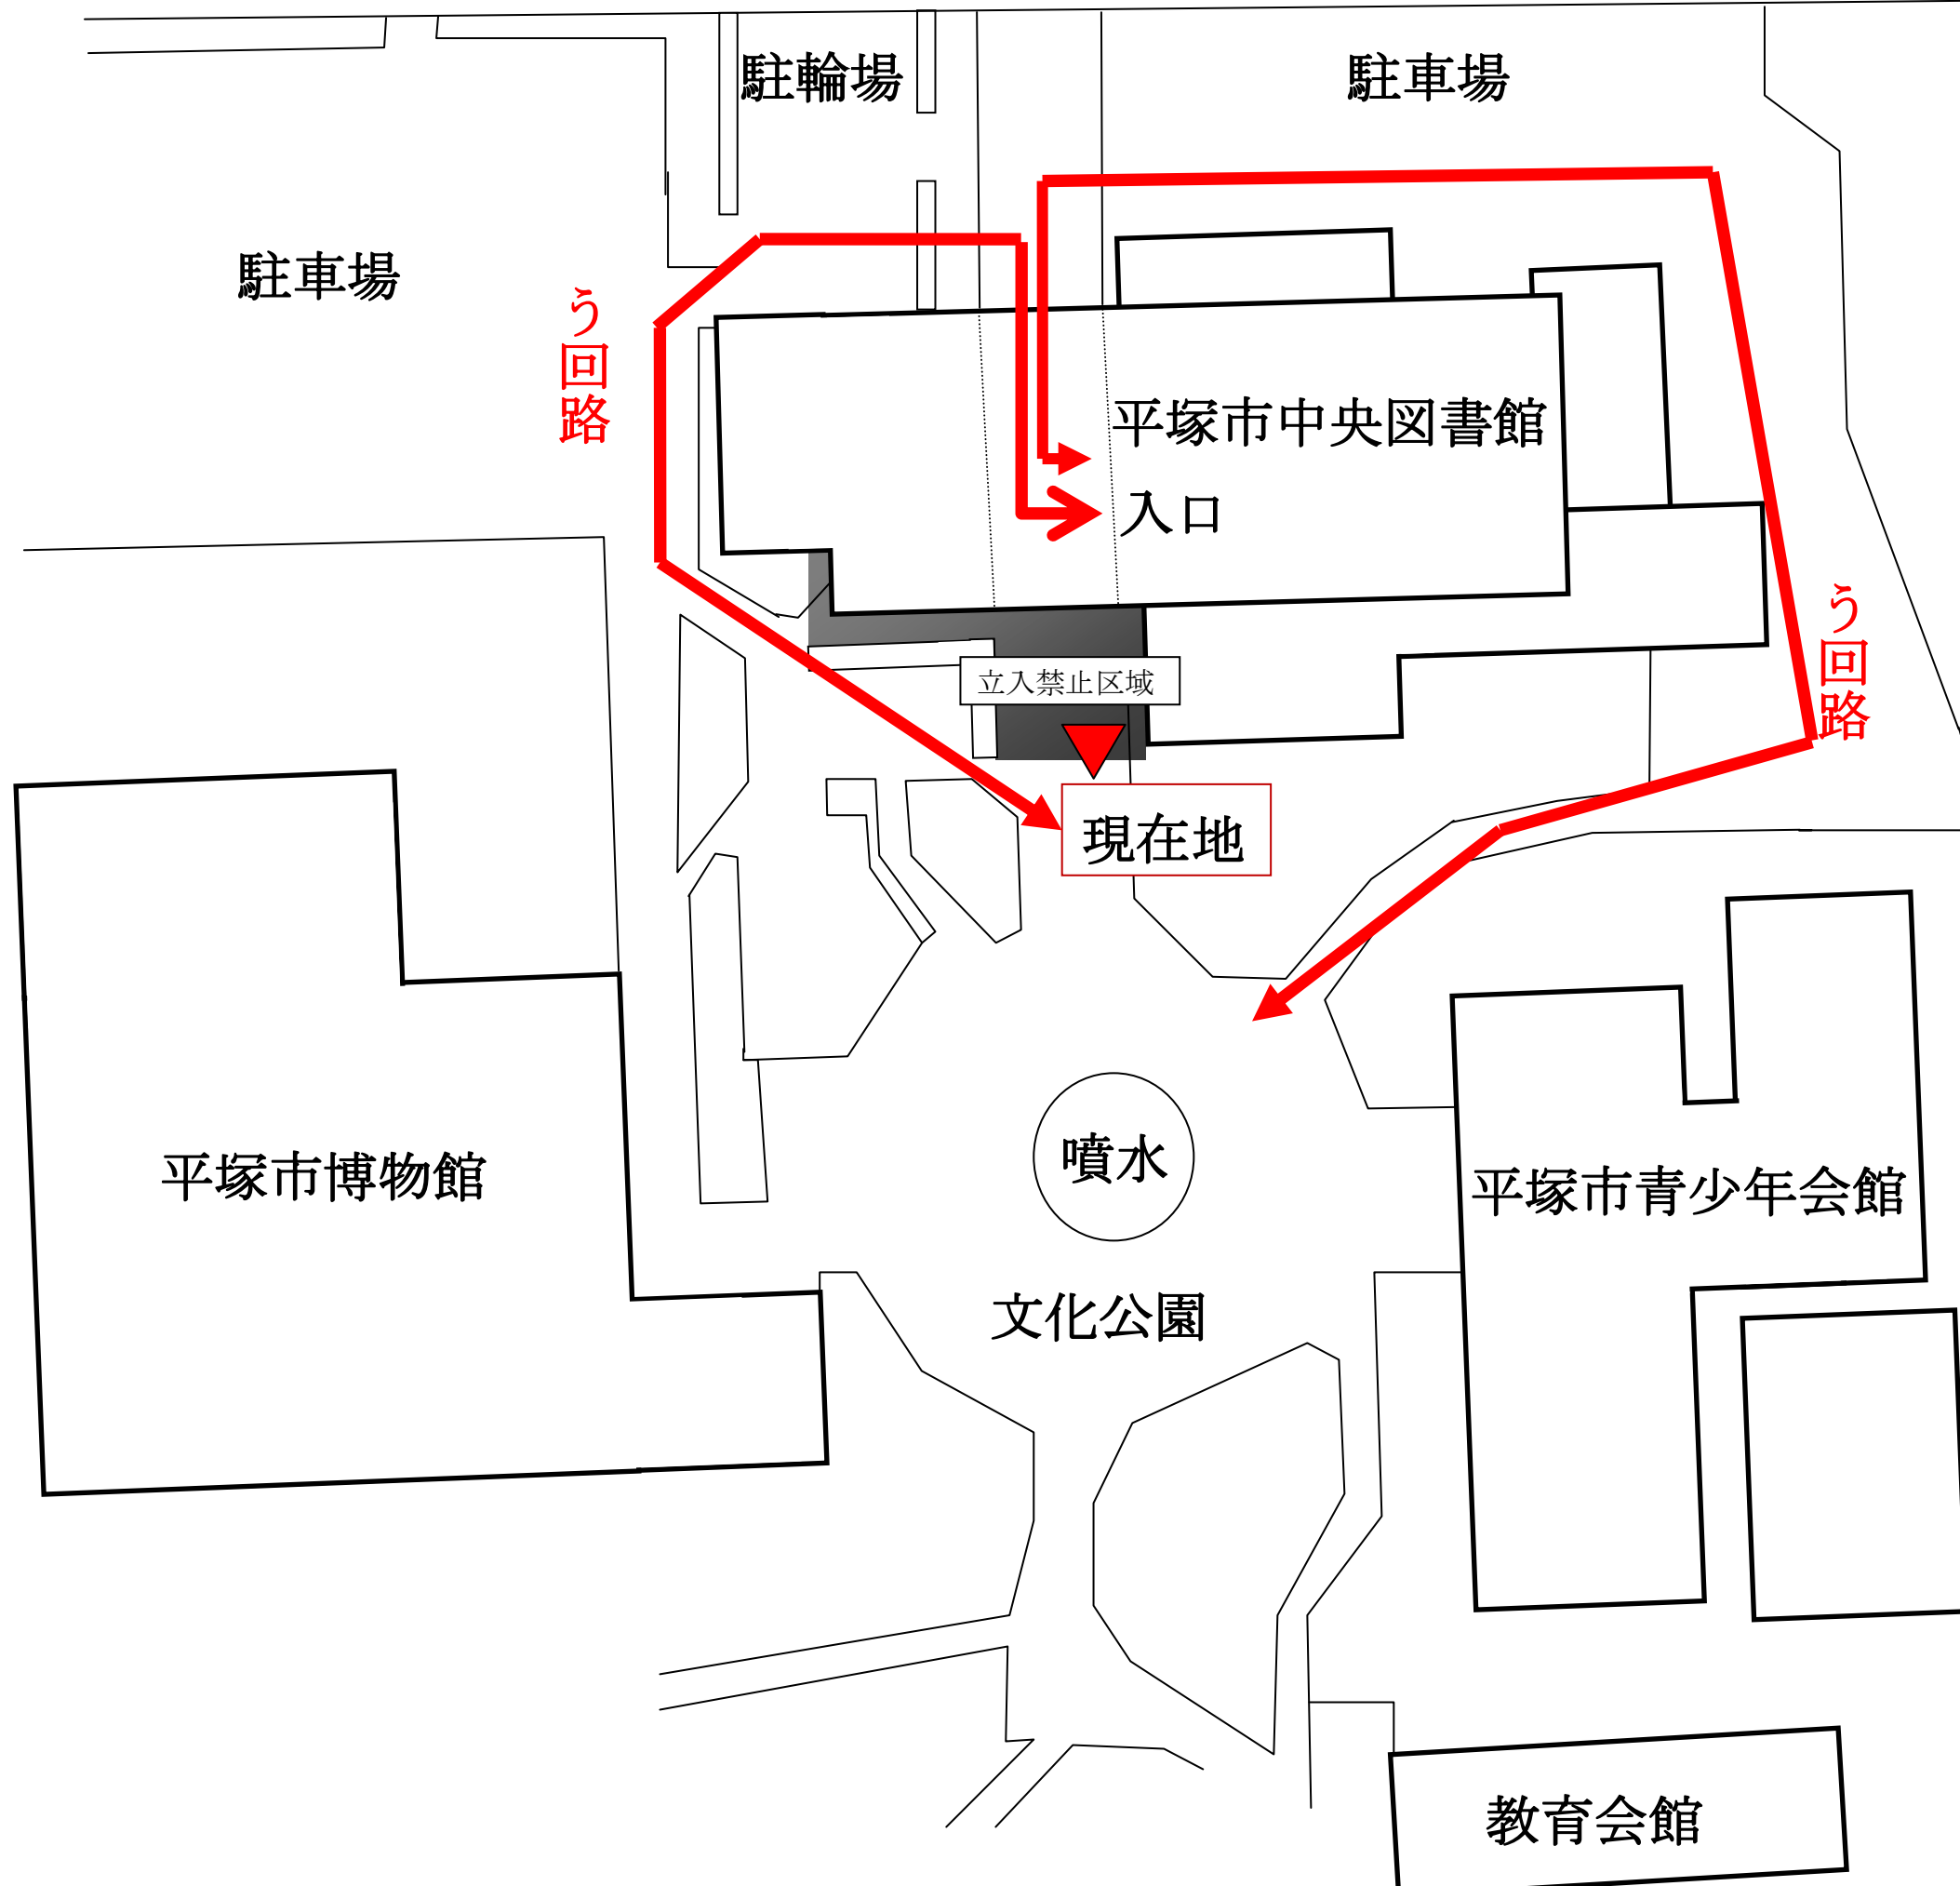 駐輪場
駐車場
駐車場
う回路
平塚市中央図書館
入口
う回路
立入禁止区域
現在地
噴水
平塚市博物館
平塚市青少年会館
文化公園
教育会館